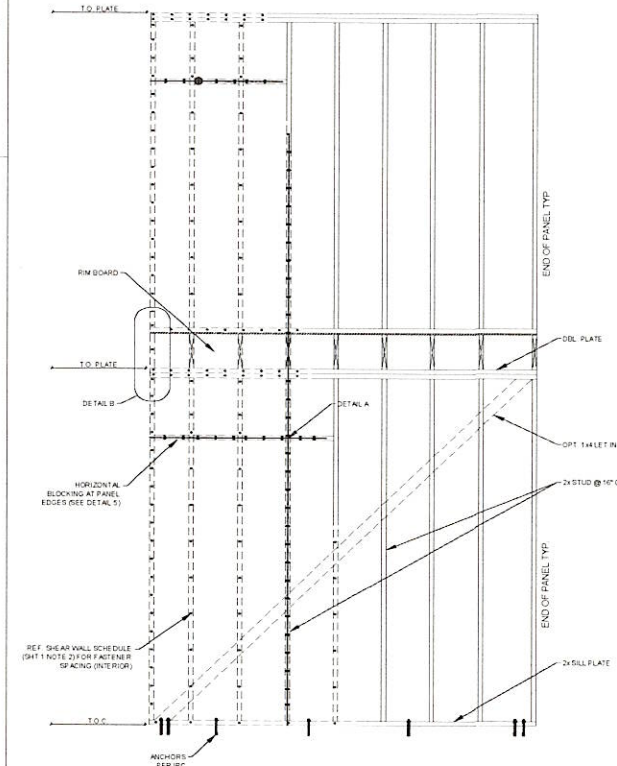 T.O. PLATE
END OF PANEL TYP
RIM BOARD
DBL. PLATE
T.O. PLATE
DETAIL B
DETAIL A
OPT. 1x4 LET IN
HORIZONTAL
BLOCKING AT PANEL
EDGES (SEE DETAIL 5)
2x STUD @ 16" O
END OF PANEL TYP.
REF. SHEAR WALL SCHEDULE
(SHT 1 NOTE 2) FOR FASTENER
SPACING (INTERIOR)
2x SILL PLATE
T.O.C.
ANCHORS
PER IRC